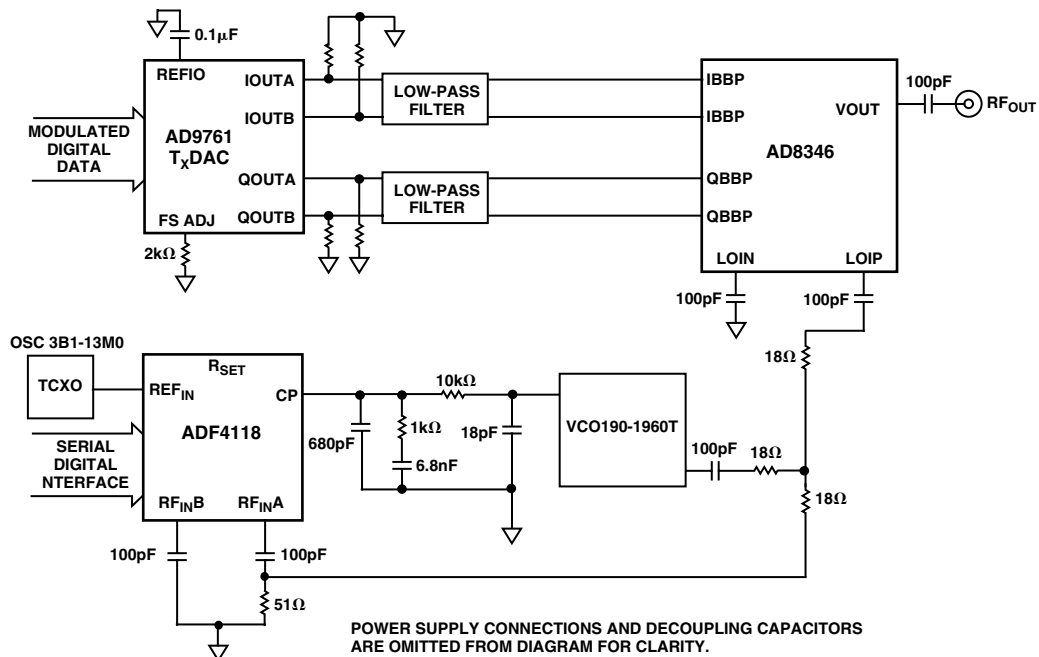 0.1μF
REFIO
IOUTA
IOUTB
AD9761
TXDAC
QOUTA
QOUTB
FS ADJ
2kΩ
MODULATED
DIGITAL
DATA
LOW-PASS
FILTER
LOW-PASS
FILTER
IBBP
IBBP
QBBP
QBBP
AD8346
VOUT
LOIN
LOIP
100pF
RFOUT
100pF
100pF
18Ω
OSC 3B1-13M0
TCXO
RSET
REFIN
CP
ADF4118
SERIAL
DIGITAL
NTERFACE
RFINB
RFINA
100pF
100pF
51Ω
680pF
1kΩ
6.8nF
10kΩ
18pF
VCO190-1960T
100pF
18Ω
18Ω
POWER SUPPLY CONNECTIONS AND DECOUPLING CAPACITORS
ARE OMITTED FROM DIAGRAM FOR CLARITY.